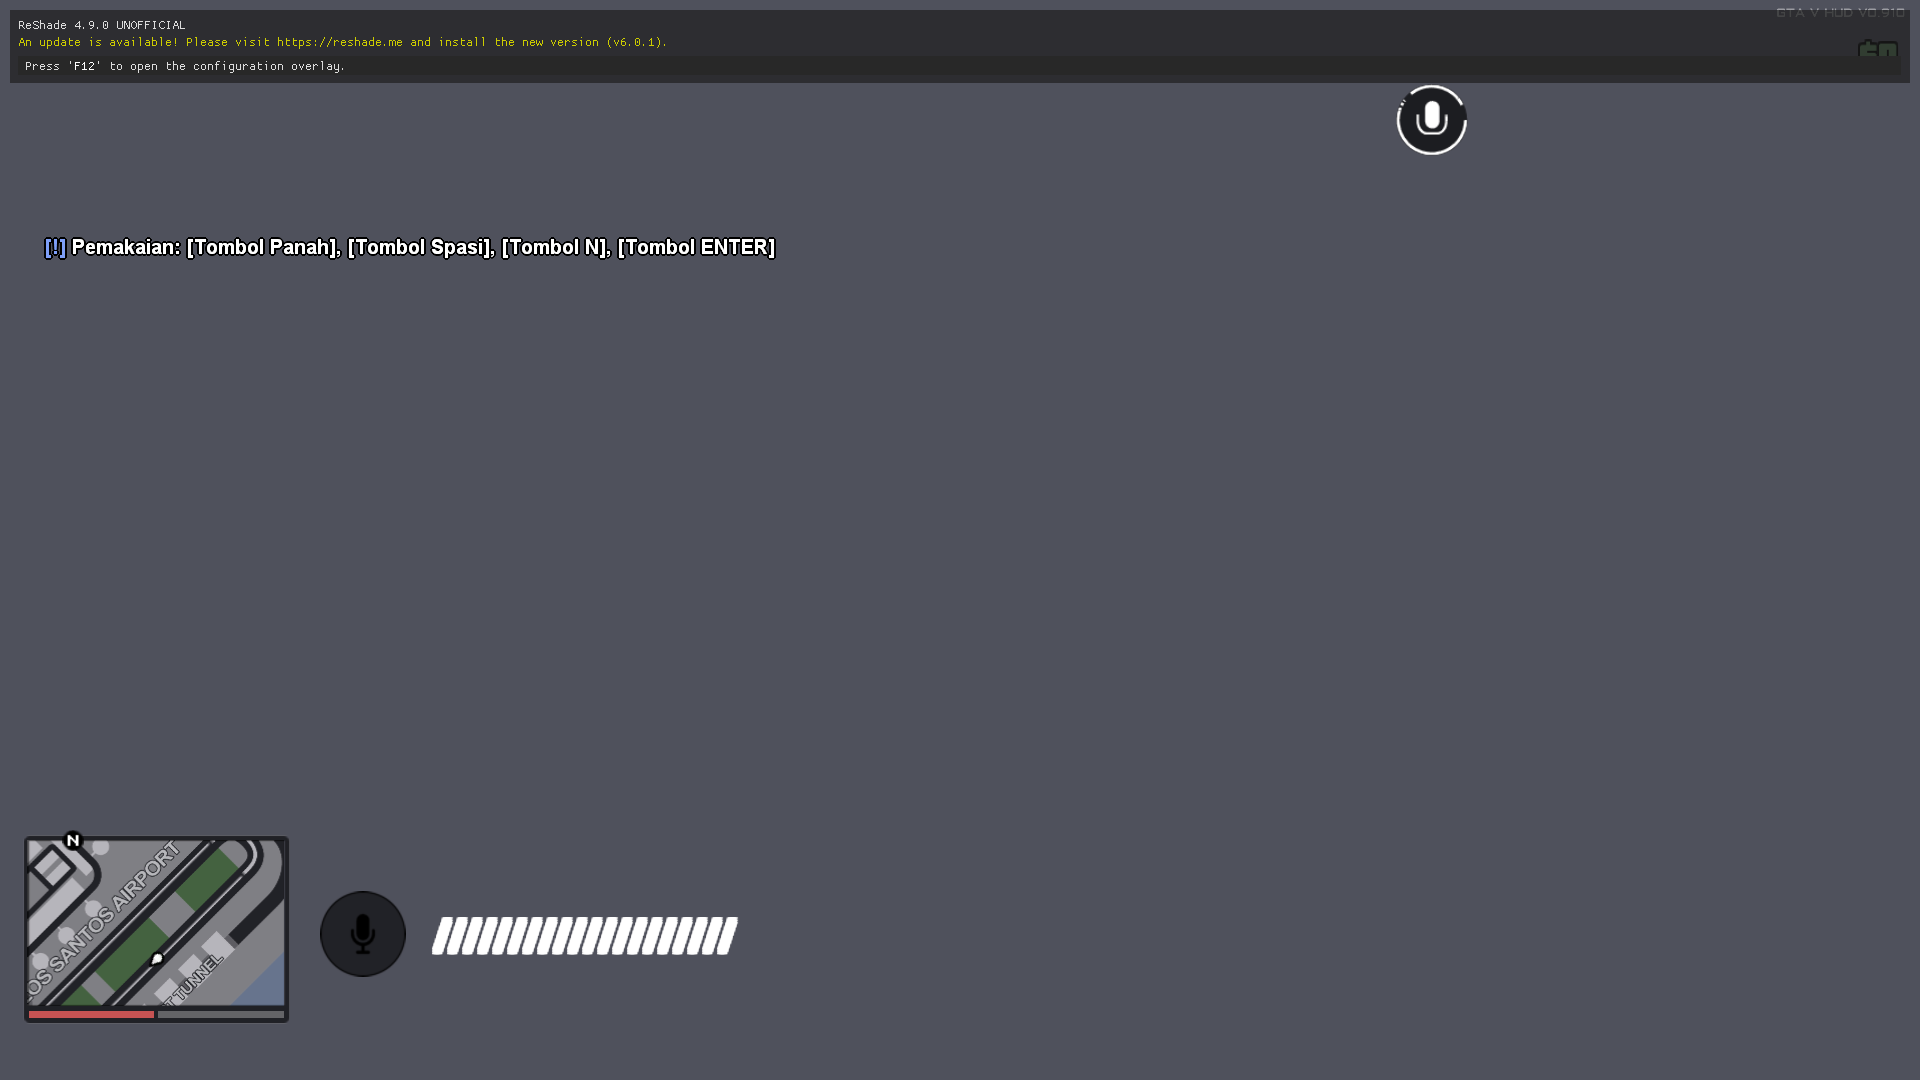 ReShade 4.9.0 UNOFFICIAL
GTA V HUD V0.910
An update is available! Please visit https://reshade.me and install the new version (v6.0.1).
Press 'F12' to open the configuration overlay.
[!] Pemakaian: [Tombol Panah], [Tombol Spasi], [Tombol N], [Tombol ENTER]
N
OS SANTOS AIRPORT
T TUNNEL